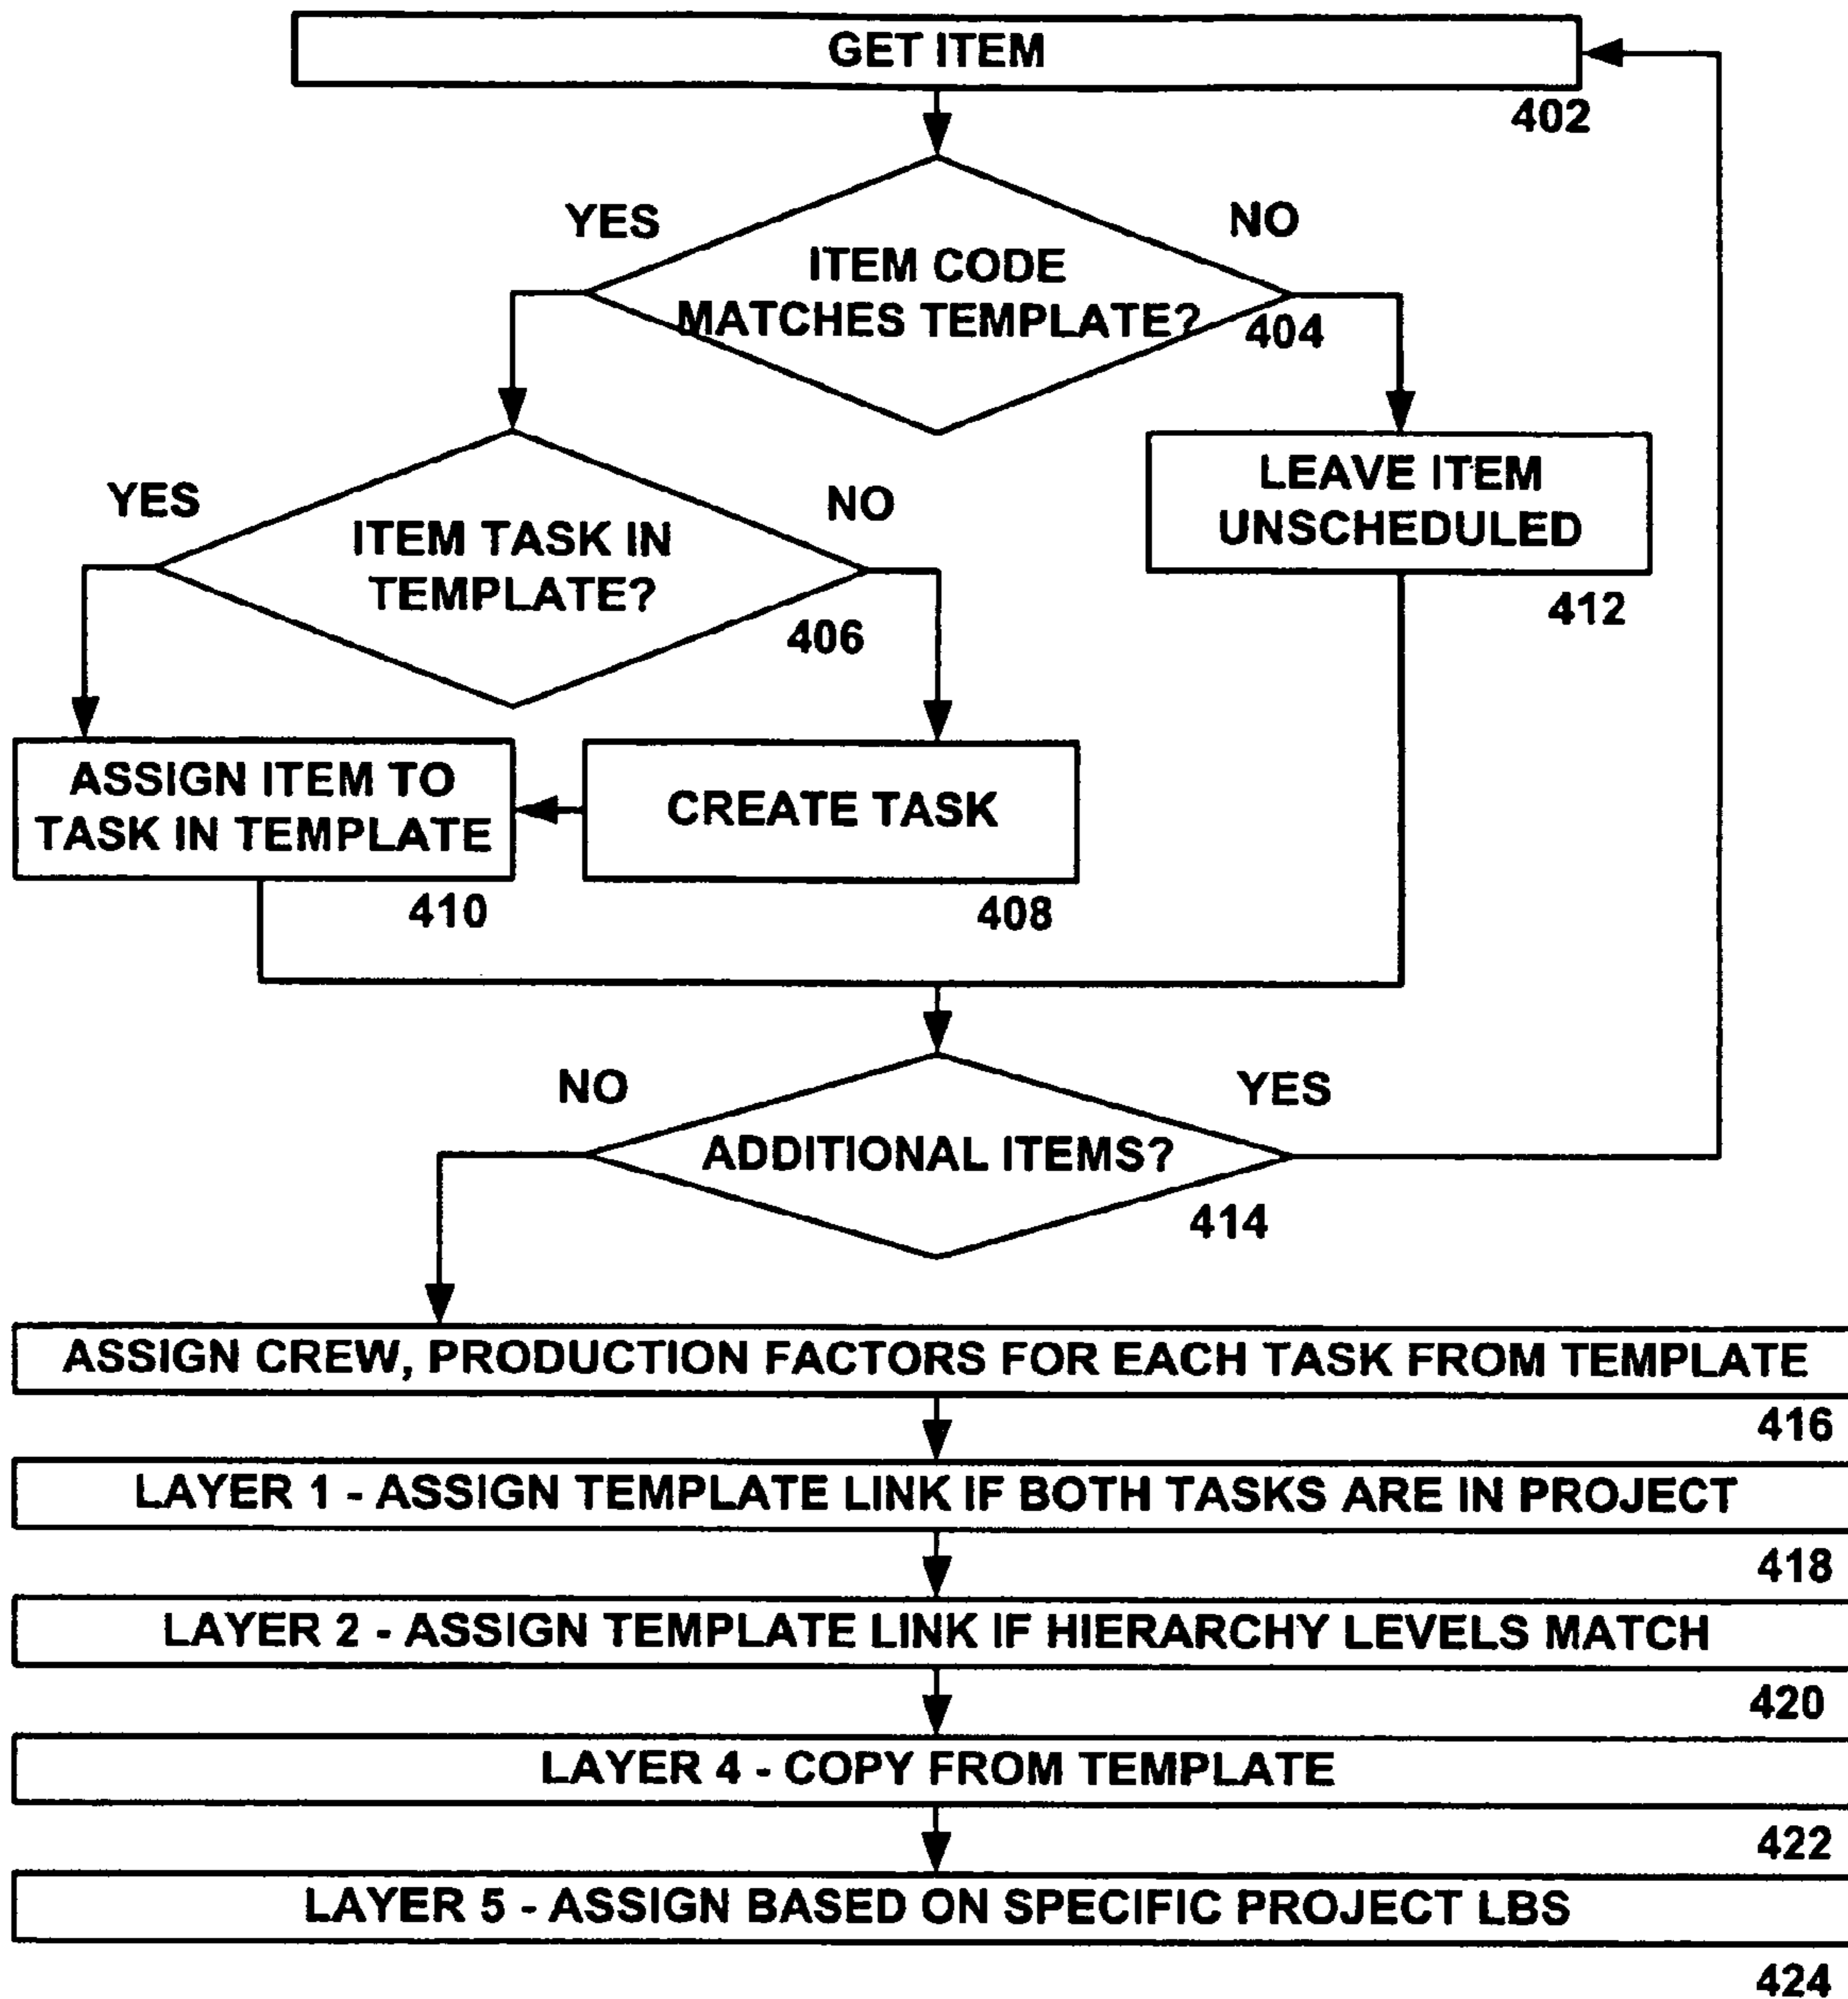 GET ITEM
402
YES
NO
ITEM CODE
MATCHES TEMPLATE?
404
YES
NO
ITEM TASK IN
TEMPLATE?
406
LEAVE ITEM
UNSCHEDULED
412
ASSIGN ITEM TO
TASK IN TEMPLATE
410
CREATE TASK
408
NO
YES
ADDITIONAL ITEMS?
414
ASSIGN CREW, PRODUCTION FACTORS FOR EACH TASK FROM TEMPLATE
416
LAYER 1 - ASSIGN TEMPLATE LINK IF BOTH TASKS ARE IN PROJECT
418
LAYER 2 - ASSIGN TEMPLATE LINK IF HIERARCHY LEVELS MATCH
420
LAYER 4 - COPY FROM TEMPLATE
422
LAYER 5 - ASSIGN BASED ON SPECIFIC PROJECT LBS
424